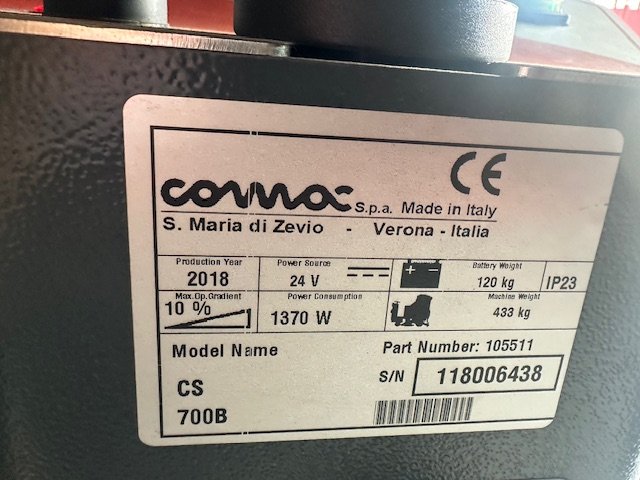 comac S.p.a. Made in Italy
CE
S. Maria di Zevio - Verona - Italia
Production Year
2018
Power Source
24 V
Battery Weight
120 kg
IP23
Max.Op.Gradient
10 %
Power Consumption
1370 W
Machine Weight
433 kg
Model Name
CS
700B
Part Number: 105511
S/N 118006438